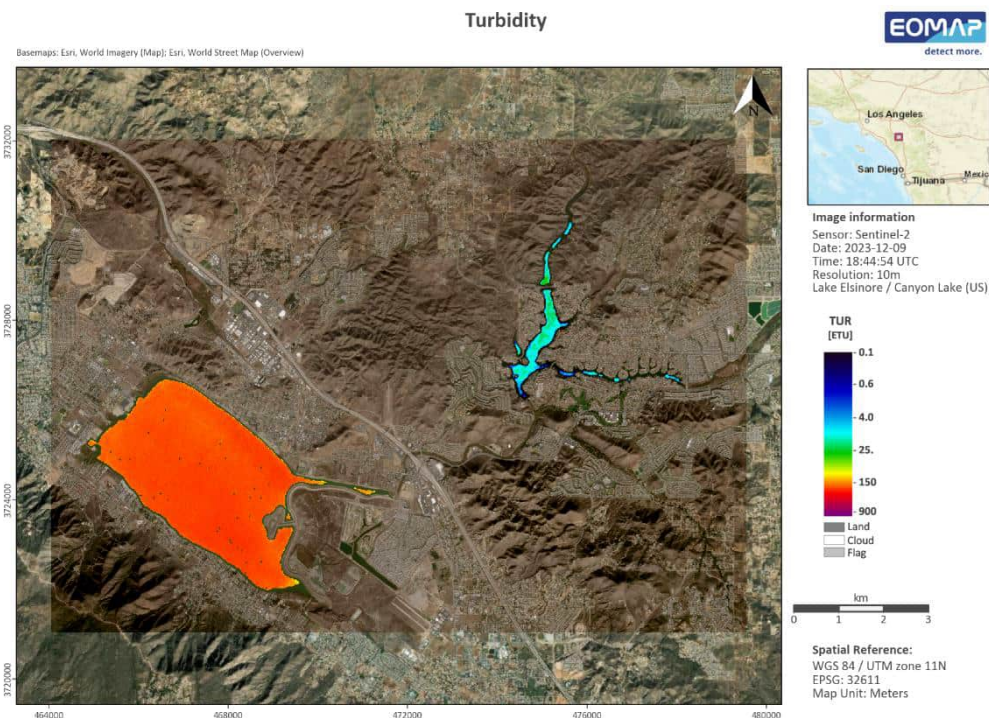 Turbidity
EOMAP
detect more.
Basemaps: Esri, World Imagery (Map); Esri, World Street Map (Overview)
3732000
3728000
3724000
3720000
464000
468000
472000
476000
480000
Los Angeles
San Diego
Tijuana
Mexic
Image information
Sensor: Sentinel-2
Date: 2023-12-09
Time: 18:44:54 UTC
Resolution: 10m
Lake Elsinore / Canyon Lake (US)
TUR
[ETU]
0.1
0.6
4.0
25.
150
900
Land
Cloud
Flag
km
0 1 2 3
Spatial Reference:
WGS 84 / UTM zone 11N
EPSG: 32611
Map Unit: Meters